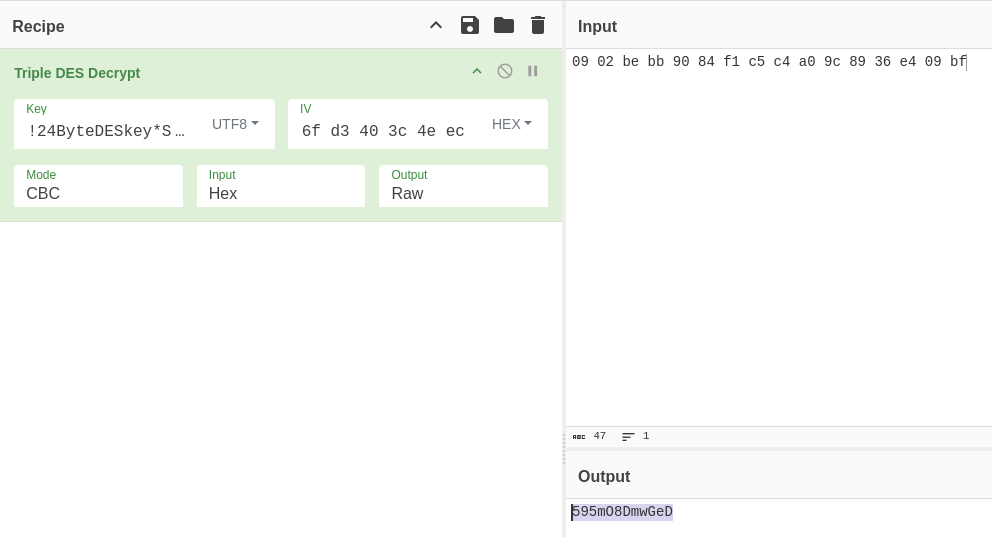 Recipe
Triple DES Decrypt
Key
!24ByteDESkey*S…
UTF8
IV
6f d3 40 3c 4e ec
HEX
Mode
CBC
Input
Hex
Output
Raw
Input
09 02 be bb 90 84 f1 c5 c4 a0 9c 89 36 e4 09 bf
ABC 47 1
Output
595mO8DmwGeD